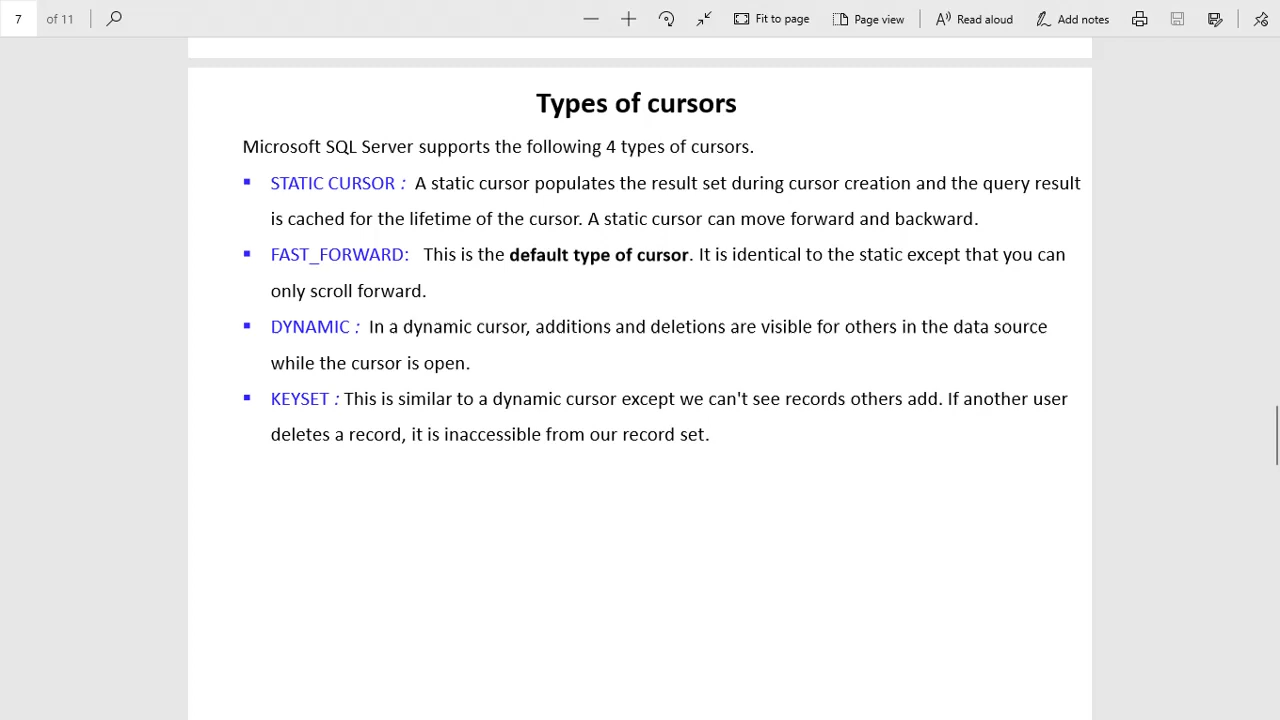 7 of 11 Fit to page Page view Read aloud Add notes
Types of cursors
Microsoft SQL Server supports the following 4 types of cursors.
▪ STATIC CURSOR : A static cursor populates the result set during cursor creation and the query result
is cached for the lifetime of the cursor. A static cursor can move forward and backward.
▪ FAST_FORWARD: This is the default type of cursor. It is identical to the static except that you can
only scroll forward.
▪ DYNAMIC : In a dynamic cursor, additions and deletions are visible for others in the data source
while the cursor is open.
▪ KEYSET : This is similar to a dynamic cursor except we can't see records others add. If another user
deletes a record, it is inaccessible from our record set.